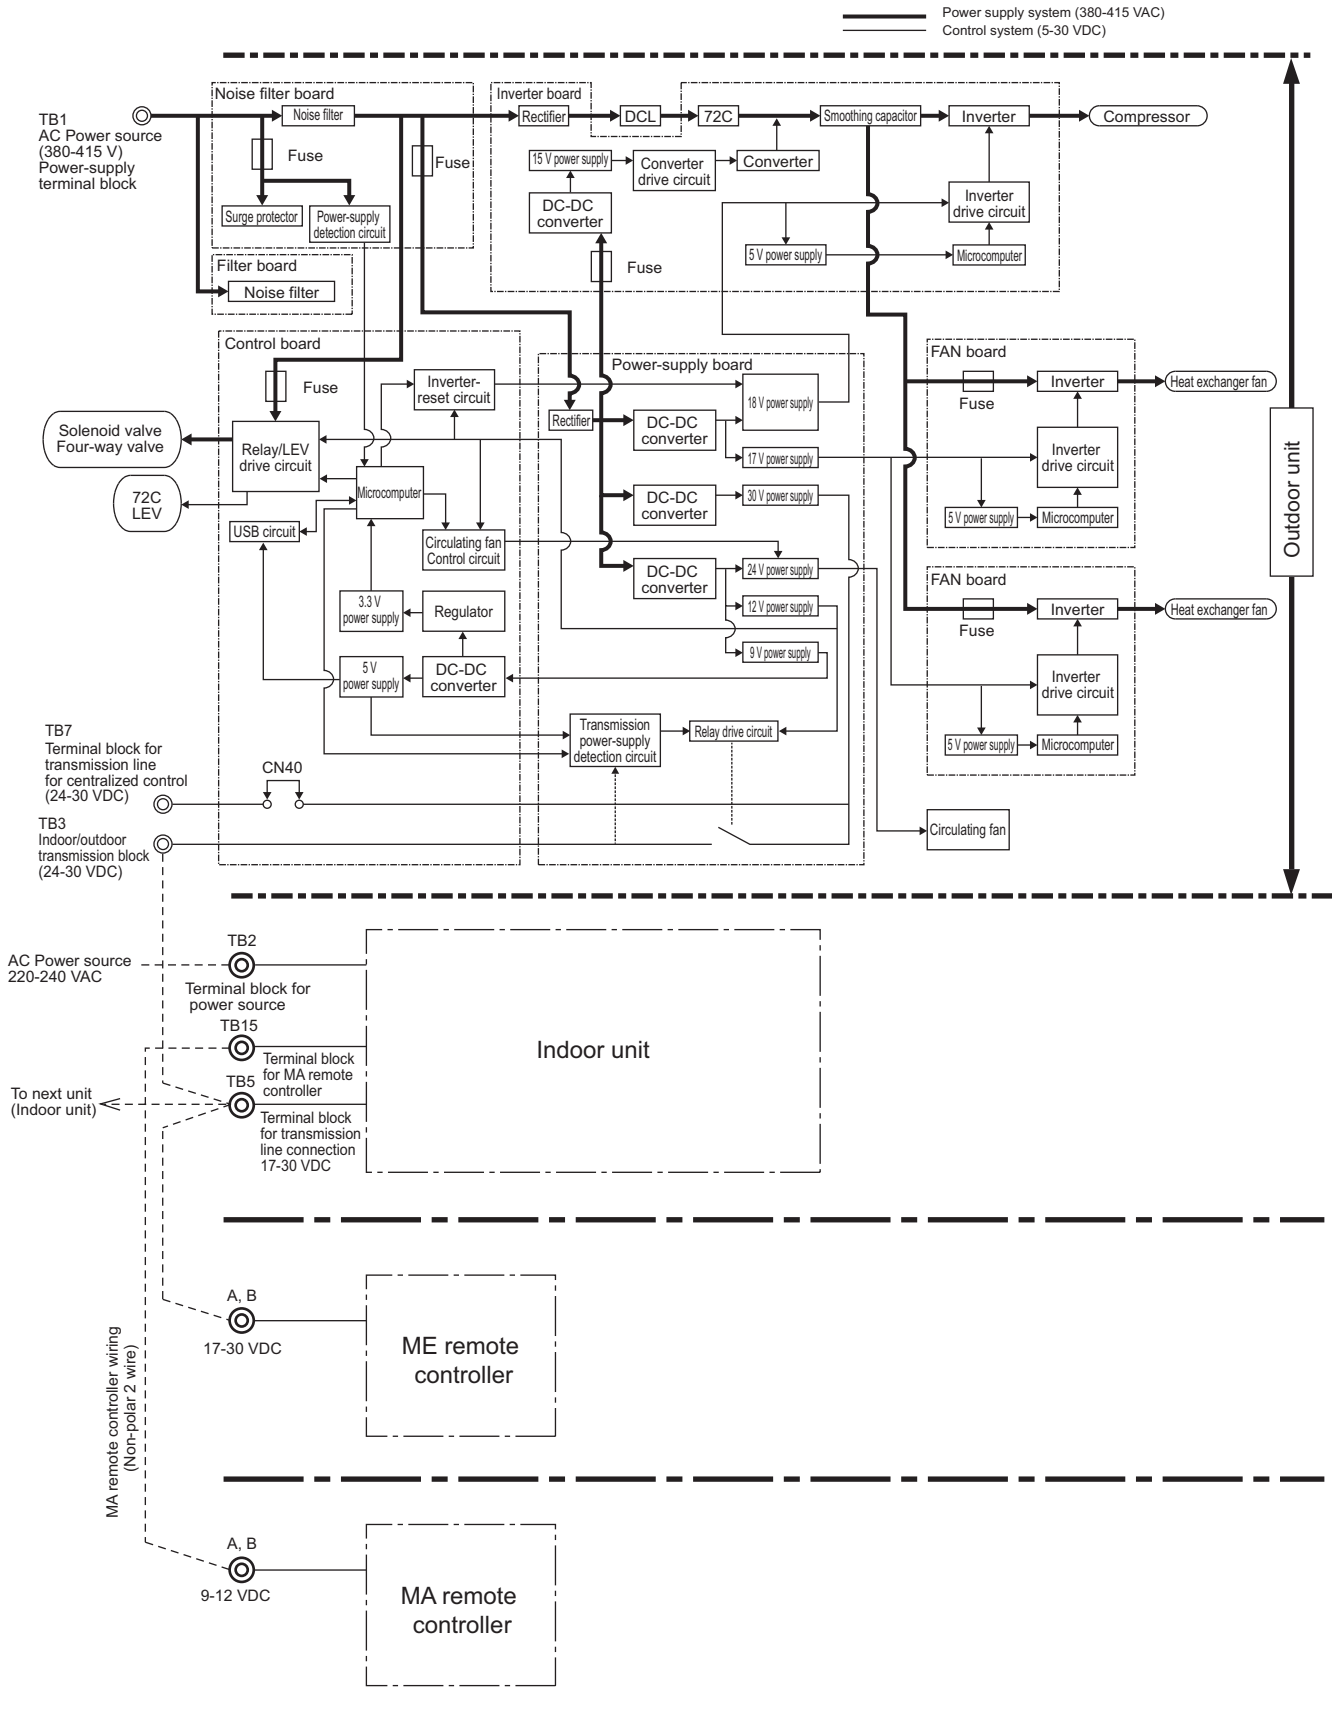 Power supply system (380-415 VAC)
Control system (5-30 VDC)
TB1
AC Power source
(380-415 V)
Power-supply
terminal block
Noise filter board
Noise filter
Fuse
Fuse
Surge protector
Power-supply
detection circuit
Filter board
Noise filter
Inverter board
Rectifier
DCL
72C
Smoothing capacitor
Inverter
Compressor
15 V power supply
Converter
drive circuit
Converter
DC-DC
converter
Fuse
Inverter
drive circuit
5 V power supply
Microcomputer
Control board
Fuse
Inverter-
reset circuit
Solenoid valve
Four-way valve
Relay/LEV
drive circuit
72C
LEV
Microcomputer
USB circuit
Circulating fan
Control circuit
3.3 V
power supply
Regulator
5 V
power supply
DC-DC
converter
Power-supply board
Rectifier
DC-DC
converter
18 V power supply
17 V power supply
DC-DC
converter
30 V power supply
DC-DC
converter
24 V power supply
12 V power supply
9 V power supply
Transmission
power-supply
detection circuit
Relay drive circuit
FAN board
Fuse
Inverter
Heat exchanger fan
Inverter
drive circuit
5 V power supply
Microcomputer
FAN board
Fuse
Inverter
Heat exchanger fan
Inverter
drive circuit
5 V power supply
Microcomputer
Circulating fan
Outdoor unit
TB7
Terminal block for
transmission line
for centralized control
(24-30 VDC)
CN40
TB3
Indoor/outdoor
transmission block
(24-30 VDC)
AC Power source
220-240 VAC
TB2
Terminal block for
power source
TB15
Terminal block
for MA remote
controller
TB5
To next unit
(Indoor unit)
Terminal block
for transmission
line connection
17-30 VDC
Indoor unit
A, B
17-30 VDC
ME remote
controller
MA remote controller wiring
(Non-polar 2 wire)
A, B
9-12 VDC
MA remote
controller